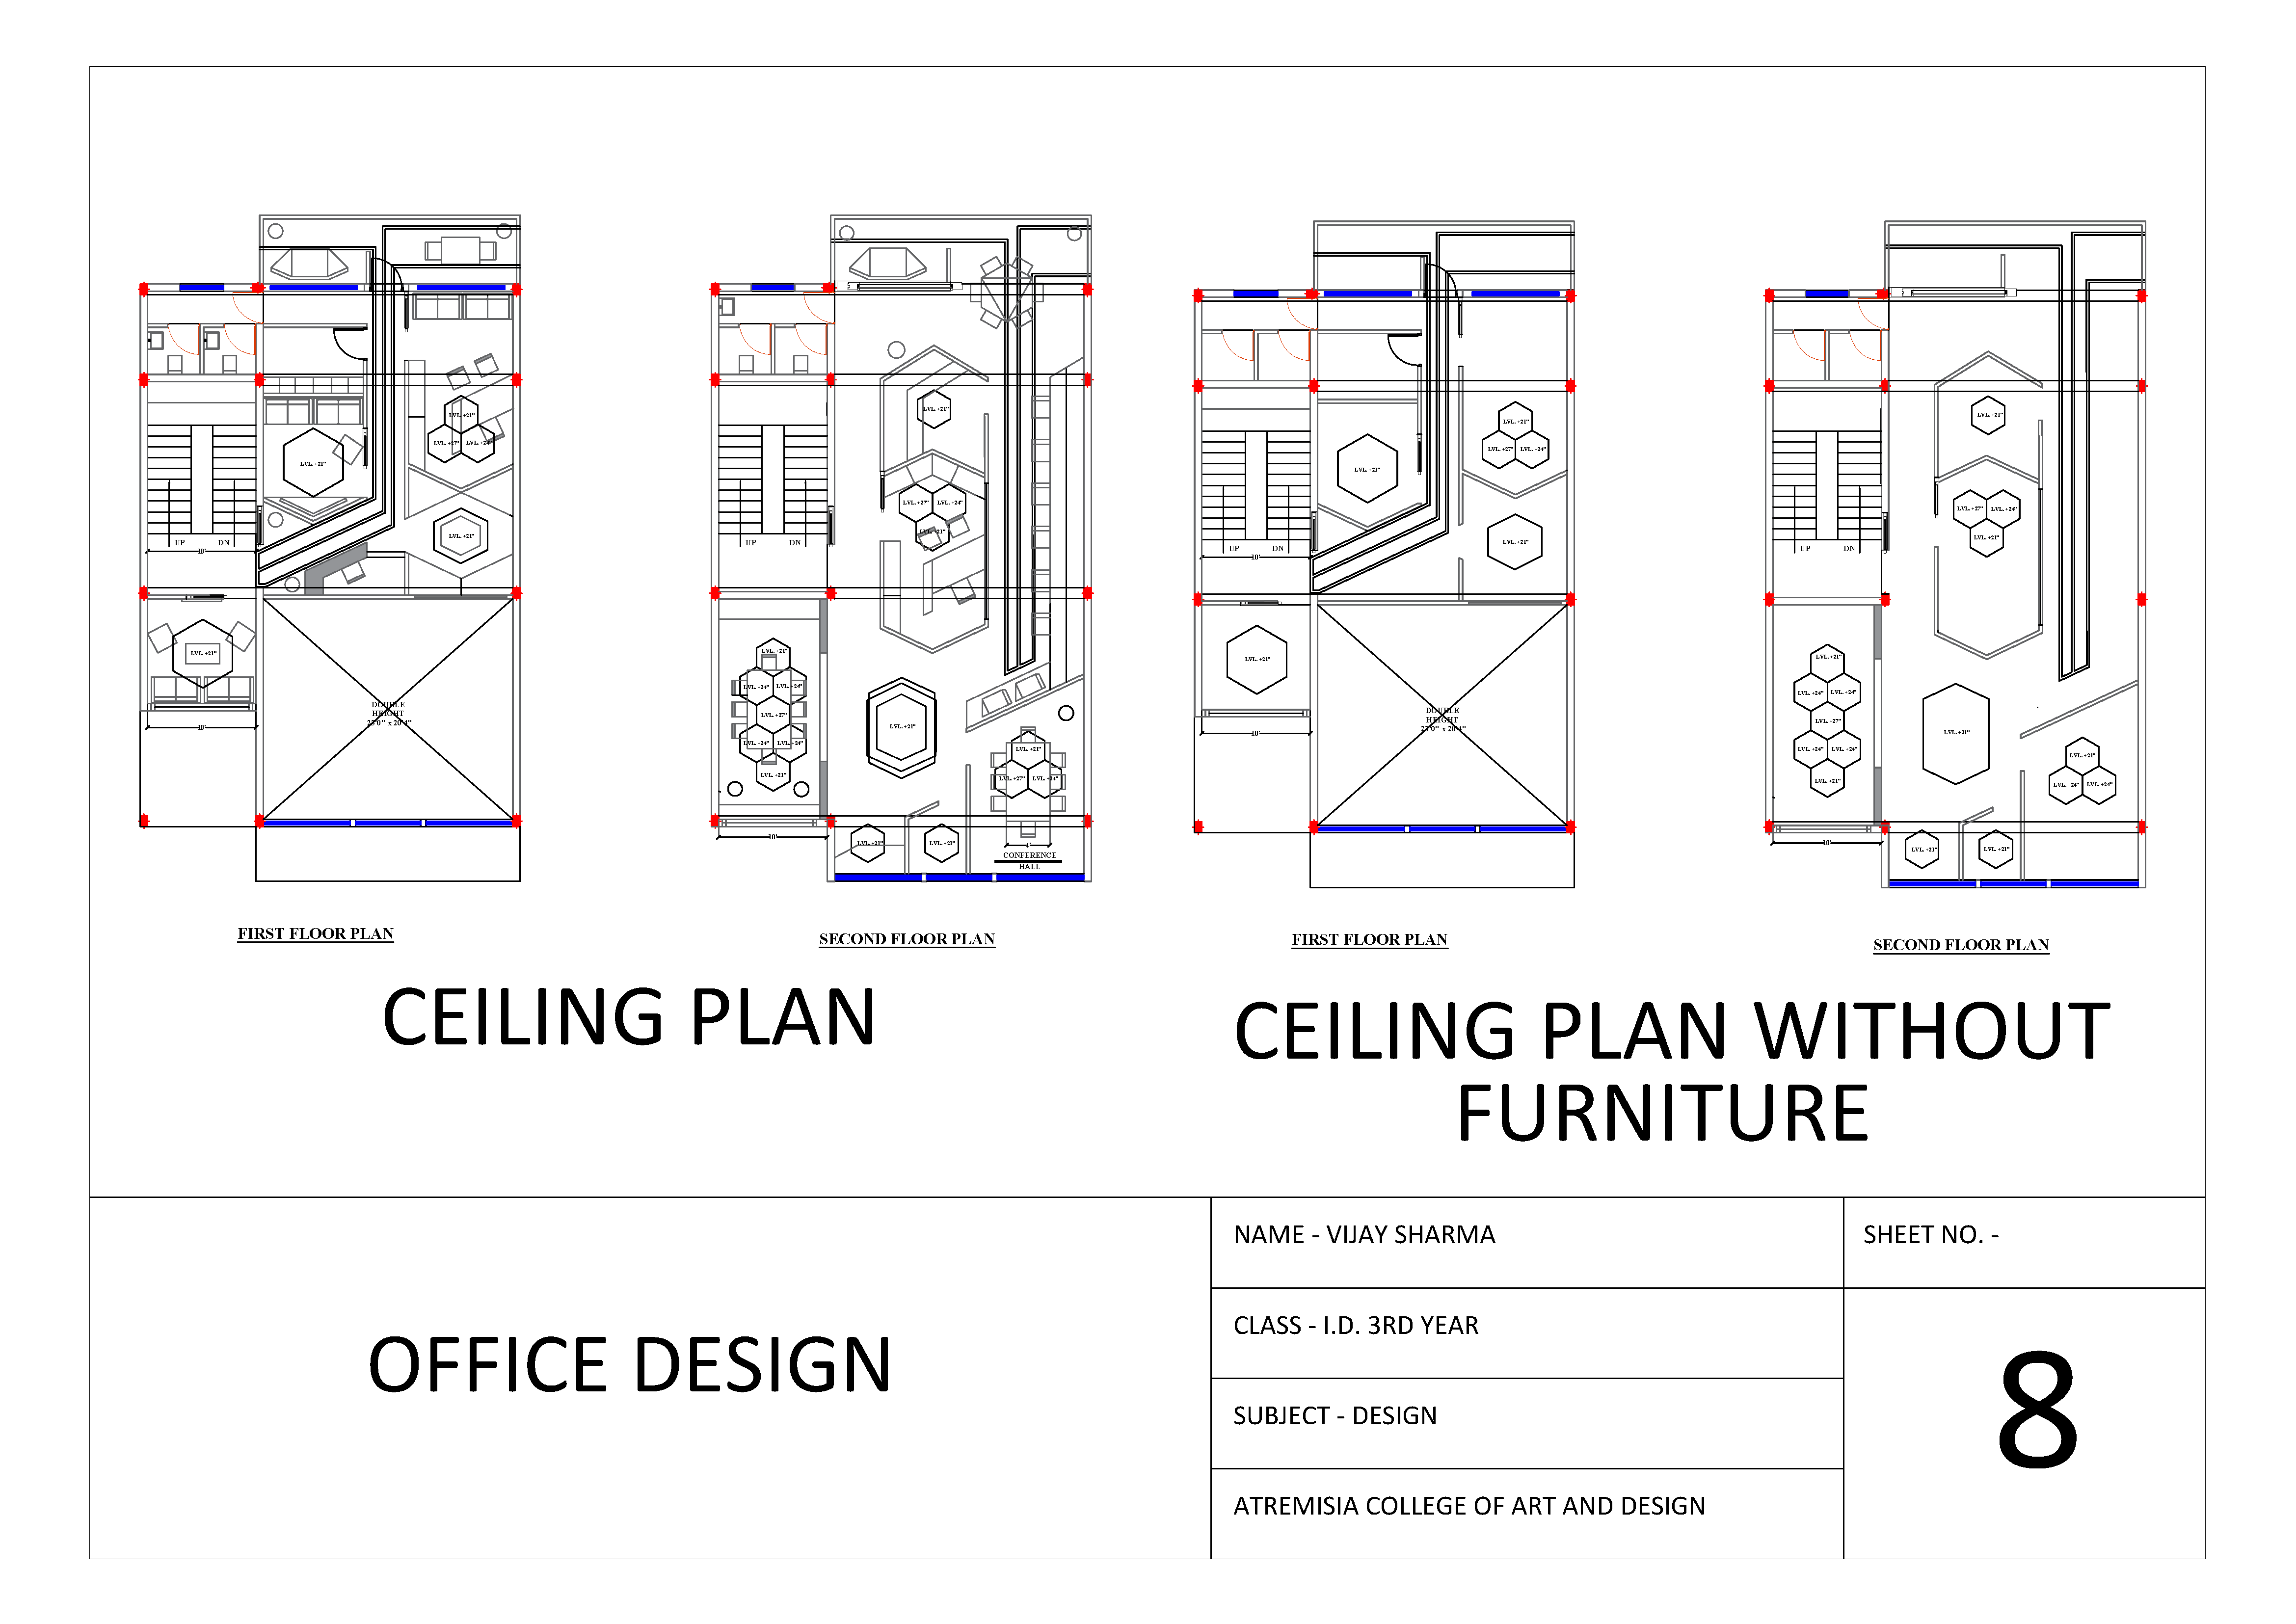 LVL. +21"
LVL. +27" LVL. +24"
LVL. +21"
LVL. +21"
UP DN
10'
LVL. +21"
10'
DOUBLE
HEIGHT
23'0" x 20'4"
FIRST FLOOR PLAN
LVL. +21"
LVL. +27" LVL. +24"
LVL. +21"
UP DN
LVL. +21"
LVL. +24" LVL. +24"
LVL. +27"
LVL. +24" LVL. +24"
LVL. +21"
LVL. +21"
LVL. +21"
LVL. +27" LVL. +24"
10'
LVL. +21" LVL. +21"
4'
CONFERENCE
HALL
SECOND FLOOR PLAN
CEILING PLAN
LVL. +21"
LVL. +27" LVL. +24"
LVL. +21"
LVL. +21"
UP DN
10'
LVL. +21"
10'
DOUBLE
HEIGHT
23'0" x 20'4"
FIRST FLOOR PLAN
LVL. +21"
LVL. +27" LVL. +24"
LVL. +21"
UP DN
LVL. +21"
LVL. +24" LVL. +24"
LVL. +27"
LVL. +24" LVL. +24"
LVL. +21"
LVL. +21"
LVL. +21"
LVL. +24" LVL. +24"
10'
LVL. +21" LVL. +21"
SECOND FLOOR PLAN
CEILING PLAN WITHOUT
FURNITURE
OFFICE DESIGN
NAME - VIJAY SHARMA
CLASS - I.D. 3RD YEAR
SUBJECT - DESIGN
ATREMISIA COLLEGE OF ART AND DESIGN
SHEET NO. -
8